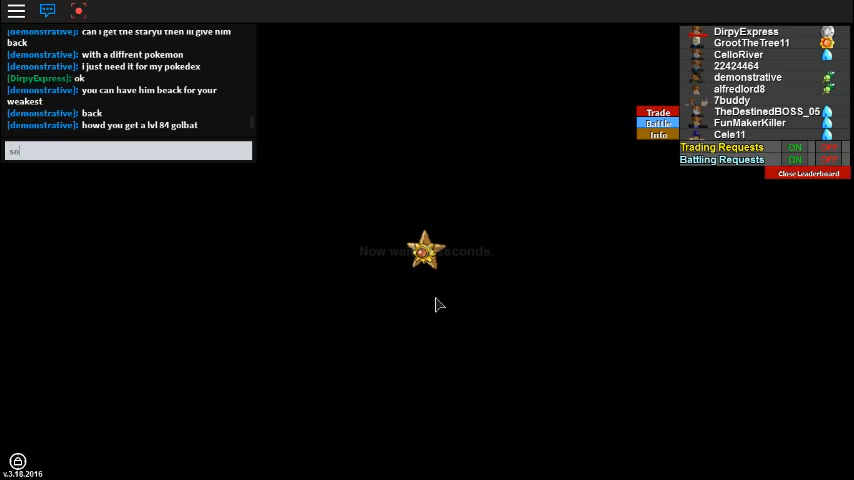 [demonstrative]: can i get the staryu then ill give him
back
[demonstrative]: with a diffrent pokemon
[demonstrative]: i just need it for my pokedex
[DirpyExpress]: ok
[demonstrative]: you can have him beack for your
weakest
[demonstrative]: back
[demonstrative]: howd you get a lvl 84 golbat
so
DirpyExpress
GrootTheTree11
CelloRiver
22424464
demonstrative
alfredlord8
7buddy
TheDestinedBOSS_05
FunMakerKiller
Cele11
Trade
Battle
Info
Trading Requests ON OFF
Battling Requests ON OFF
Close Leaderboard
Now seconds.
v.3.18.2016